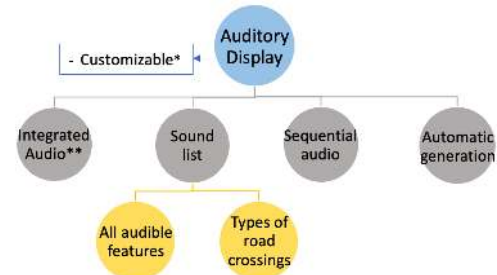 Auditory
Display
- Customizable*
Integrated
Audio**
Sound
list
Sequential
audio
Automatic
generation
All audible
features
Types of
road
crossings